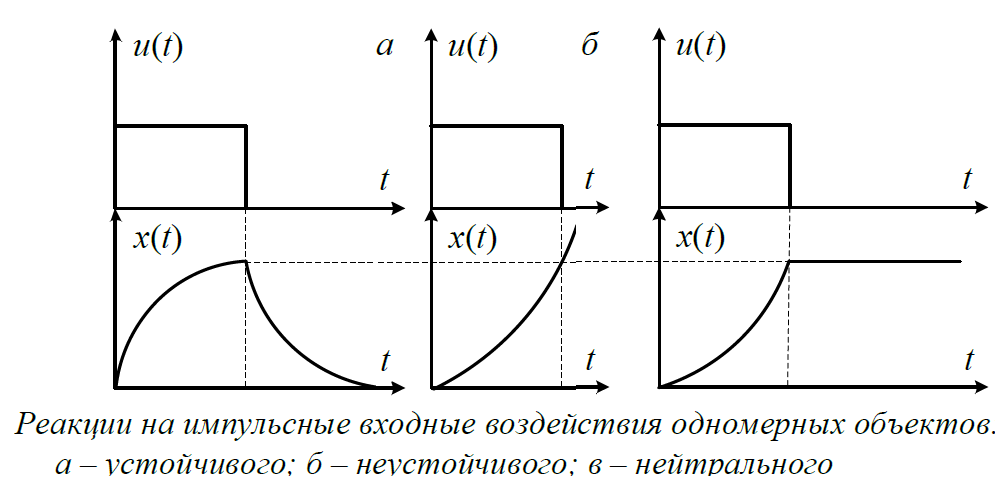 u(t) а u(t) б u(t)
t t t
x(t) x(t) x(t)
t t t
Реакции на импульсные входные воздействия одномерных объектов.
а – устойчивого; б – неустойчивого; в – нейтрального